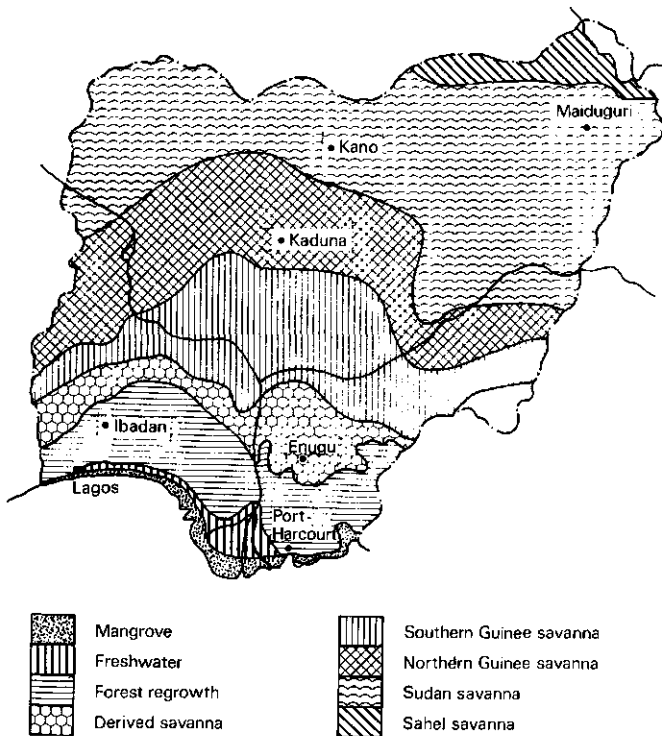 Maiduguri
Kano
Kaduna
Ibadan
Enugu
Lagos
Port-
Harcourt
Mangrove
Freshwater
Forest regrowth
Derived savanna
Southern Guinee savanna
Northern Guinee savanna
Sudan savanna
Sahel savanna